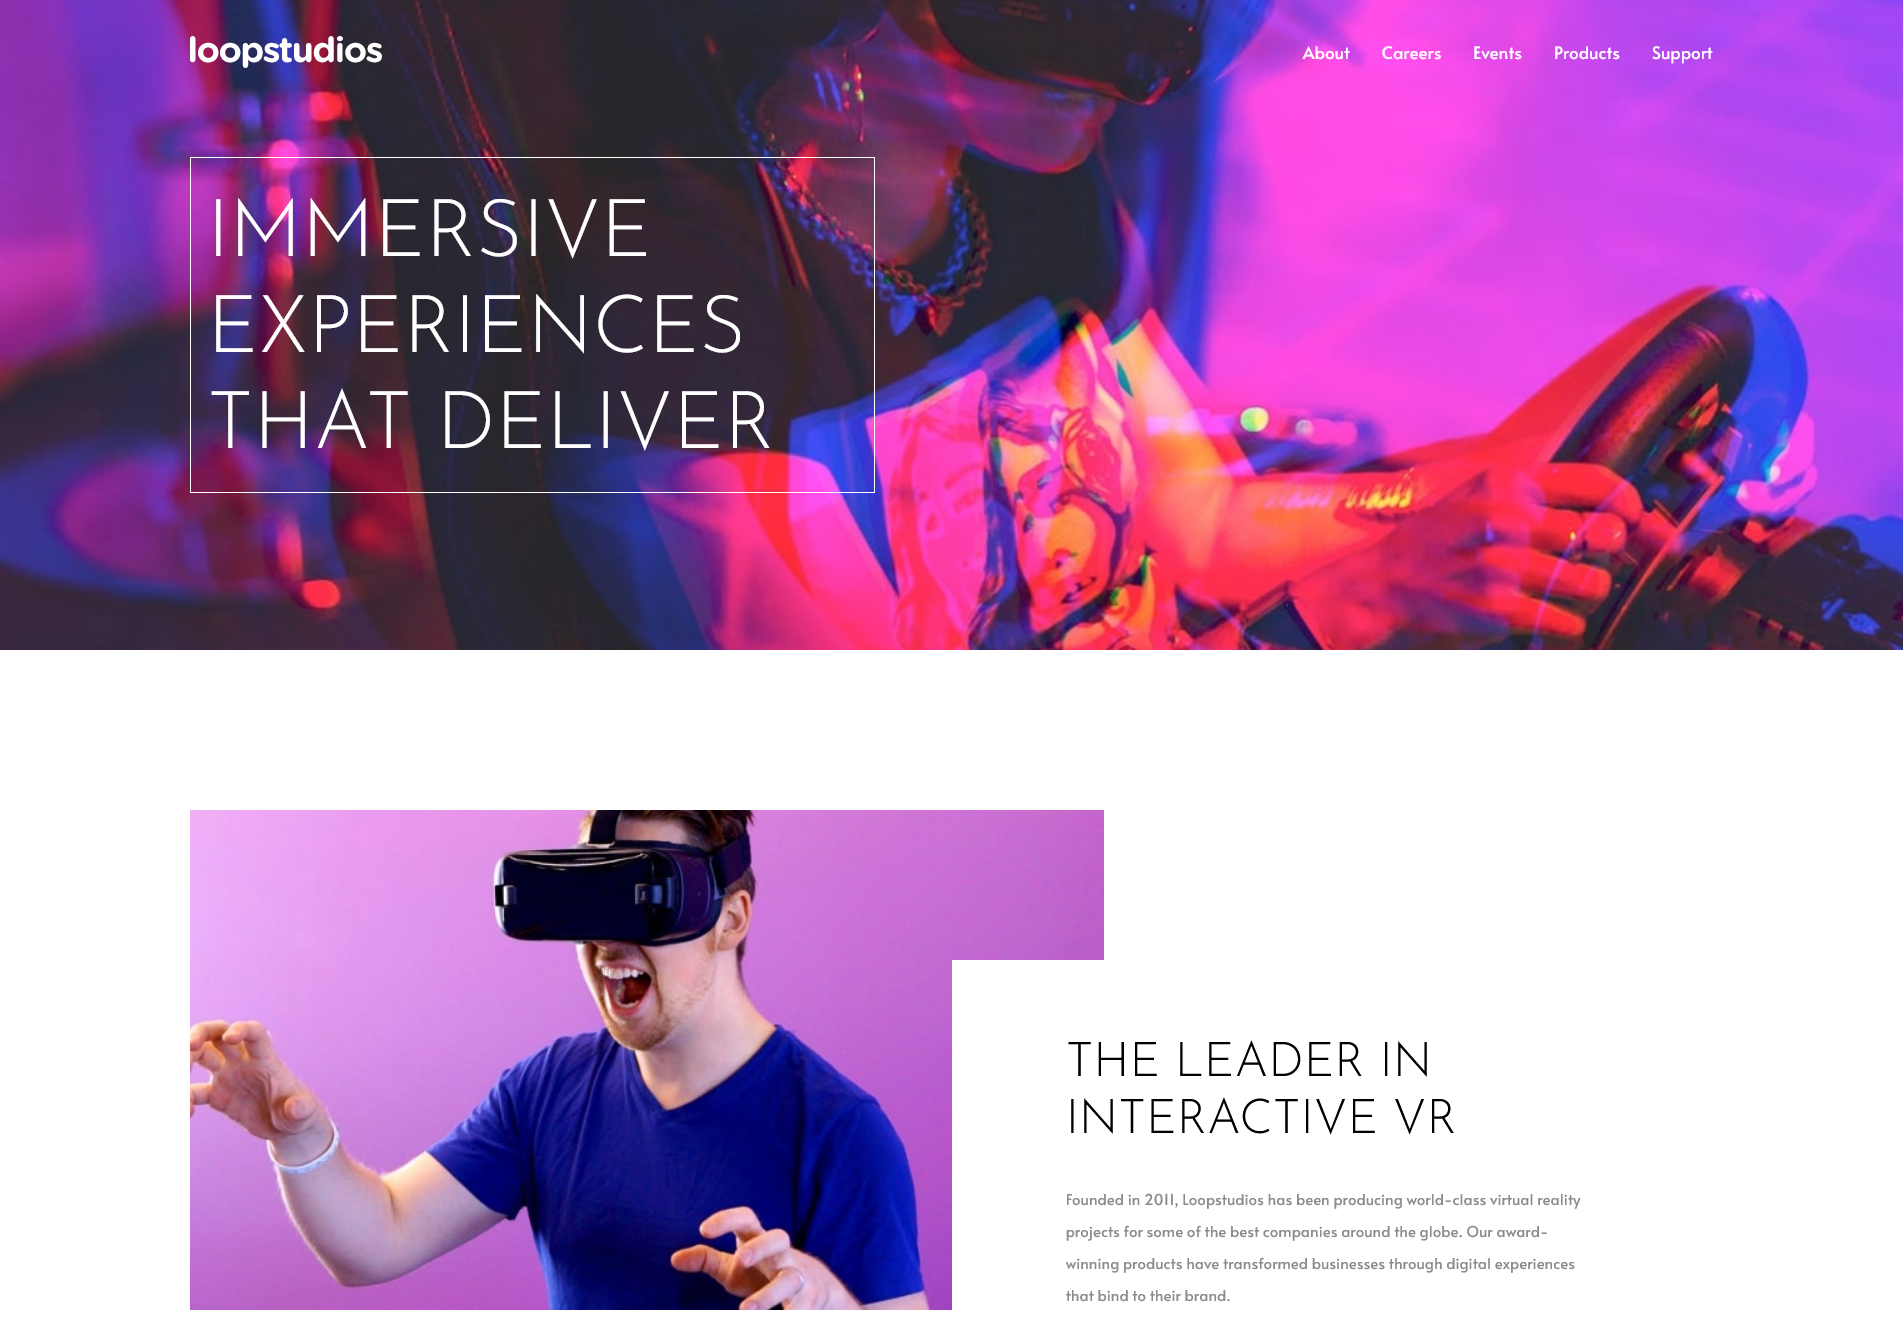 loopstudios
About Careers Events Products Support
IMMERSIVE
EXPERIENCES
THAT DELIVER
THE LEADER IN
INTERACTIVE VR
Founded in 2011, Loopstudios has been producing world-class virtual reality
projects for some of the best companies around the globe. Our award-
winning products have transformed businesses through digital experiences
that bind to their brand.